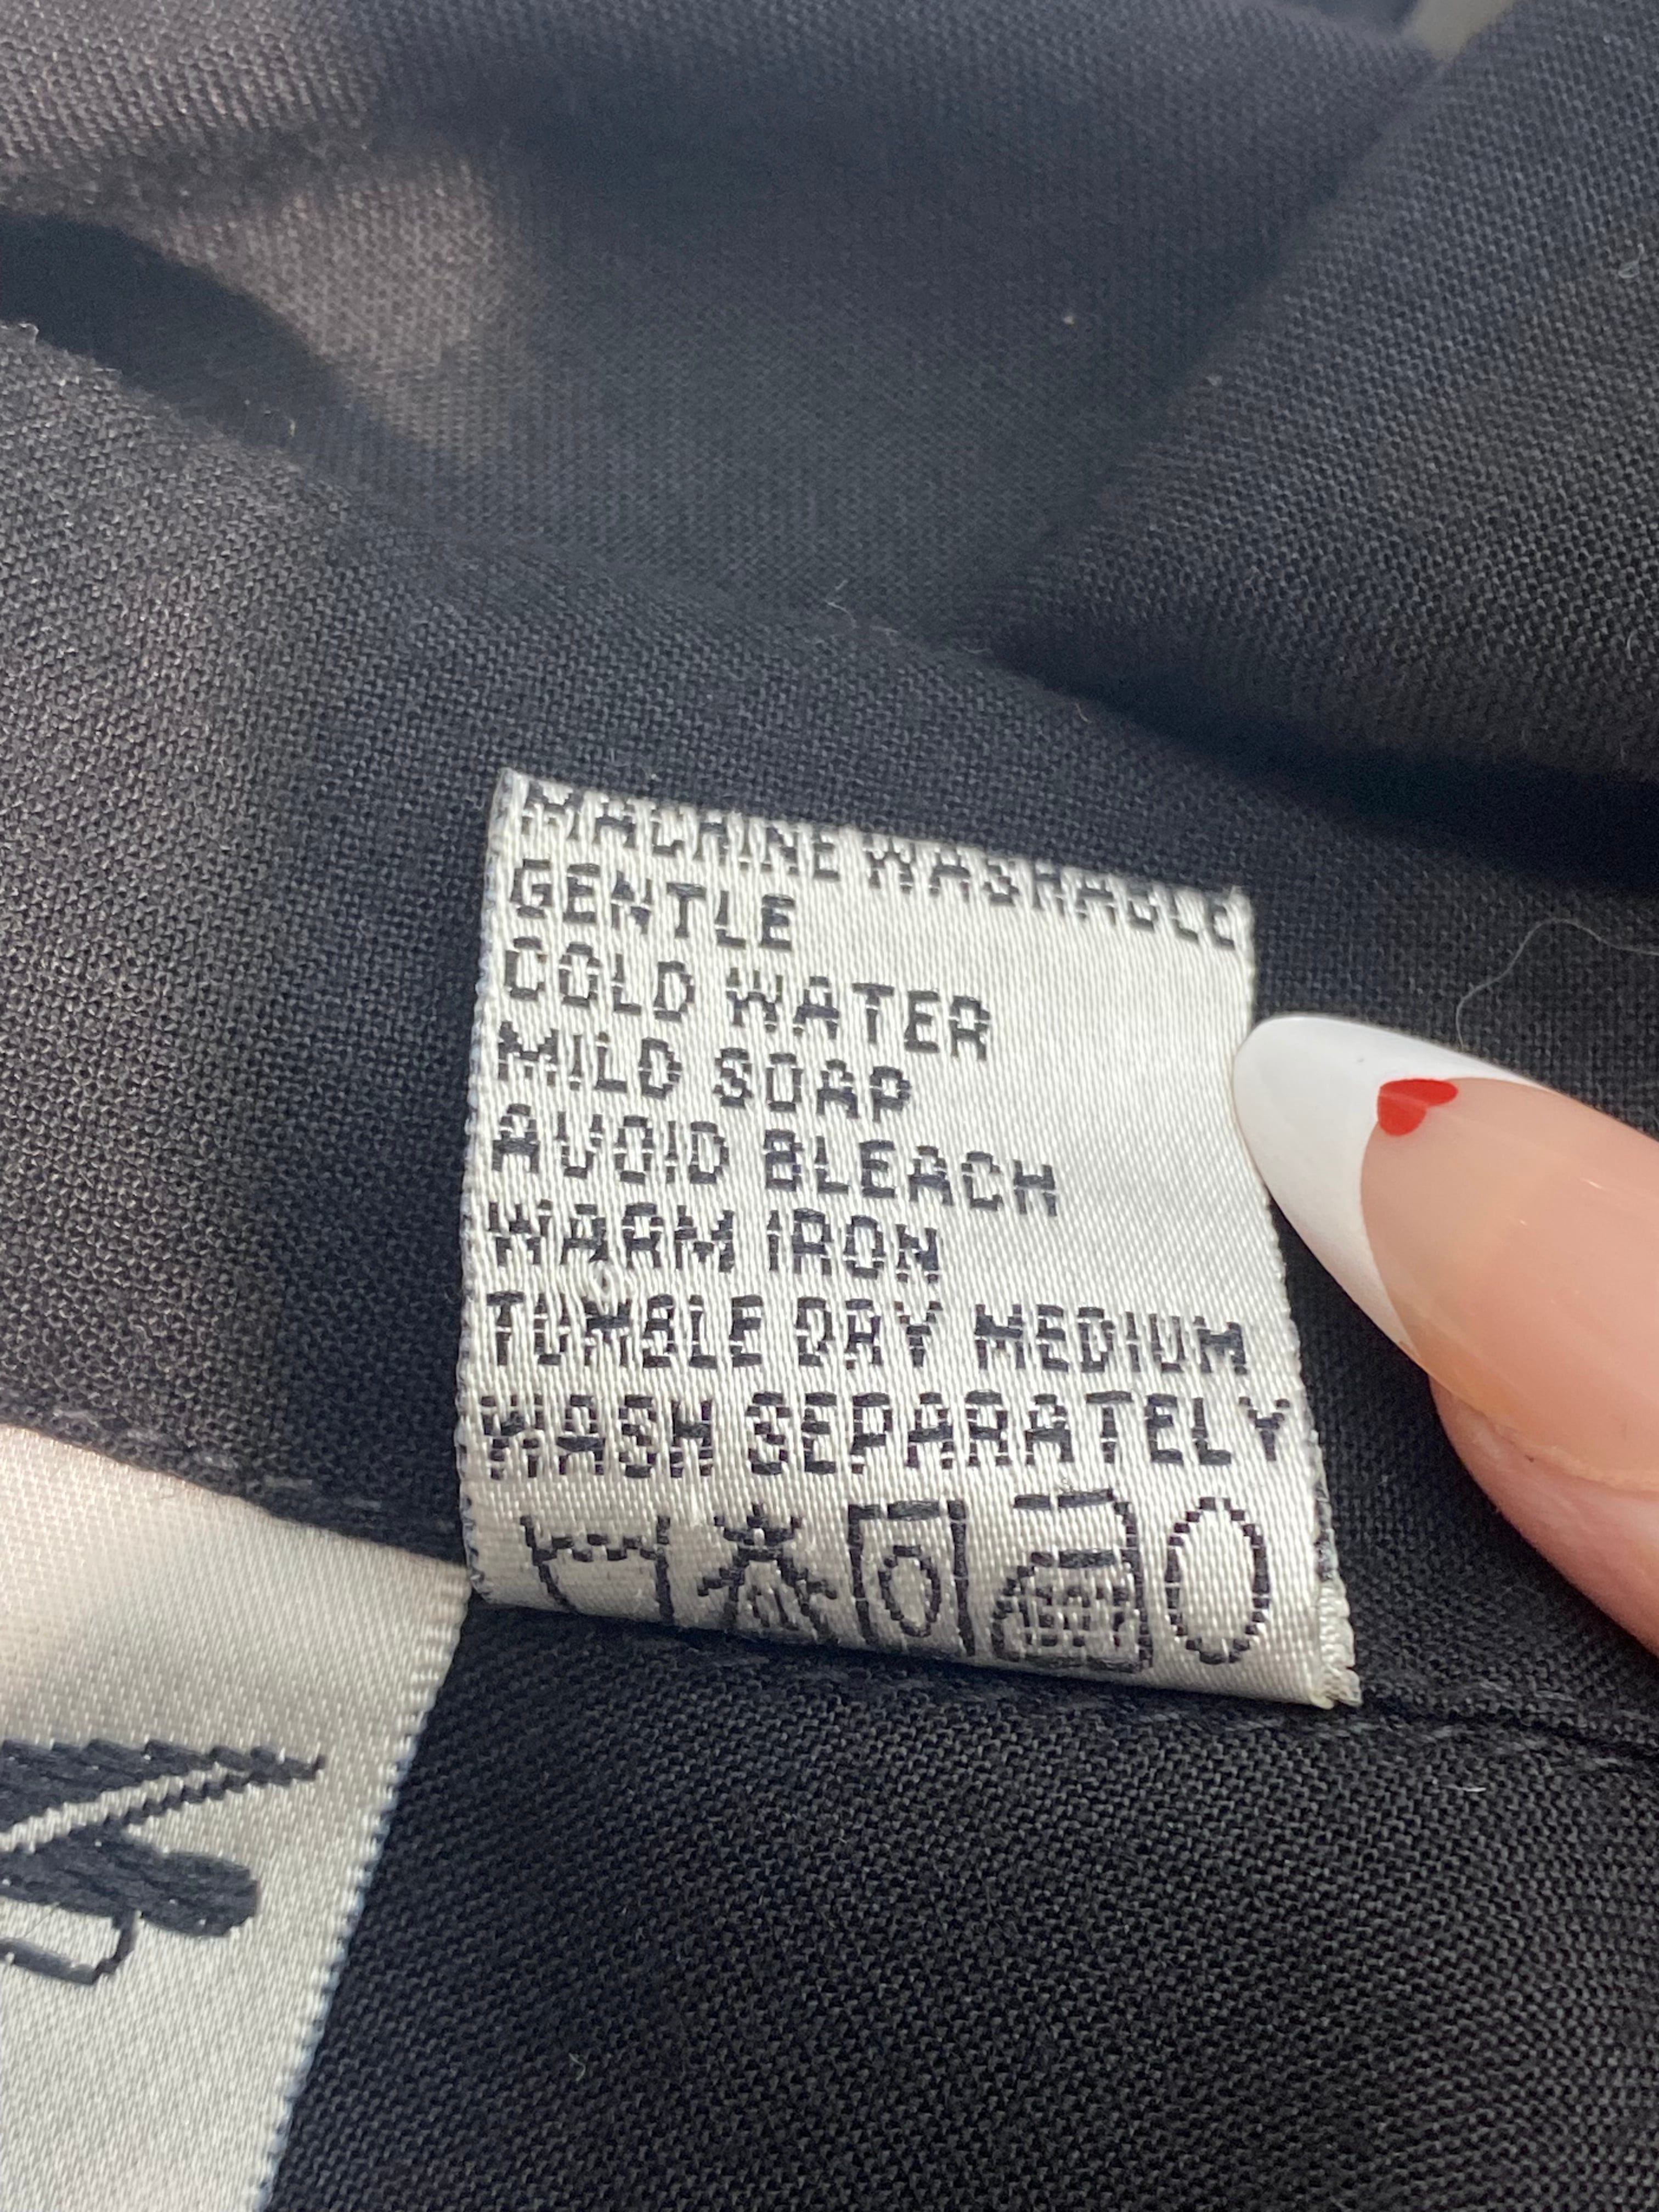 MACHINE WASHABLE
GENTLE
COLD WATER
MILD SOAP
AVOID BLEACH
WARM IRON
TUMBLE DRY MEDIUM
WASH SEPARATELY